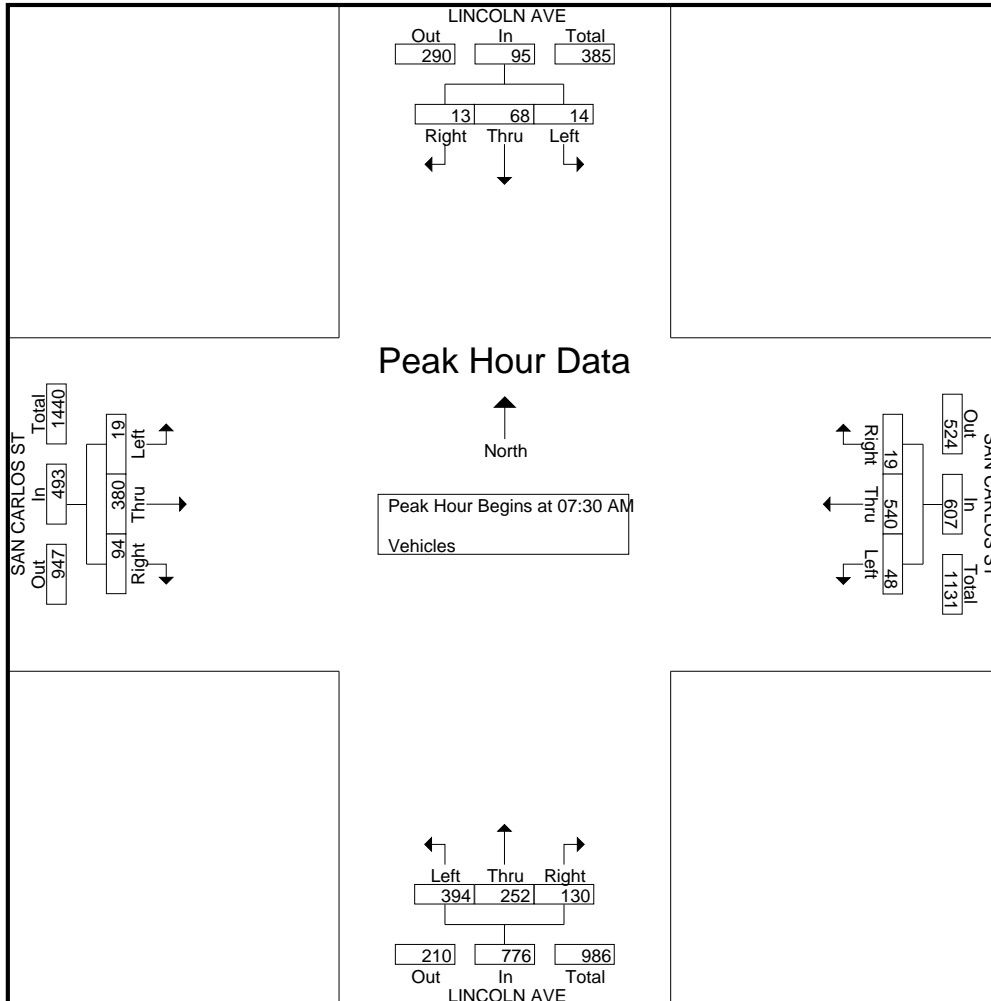 LINCOLN AVE
Out In Total
290 95 385
13 68 14
Right Thru Left
Peak Hour Data
North
Peak Hour Begins at 07:30 AM
Vehicles
SAN CARLOS ST
Out In Total
947 493 1440
Right Thru Left
94 380 19
SAN CARLOS ST
Out In Total
524 607 1131
Right Thru Left
19 540 48
Left Thru Right
394 252 130
210 776 986
Out In Total
LINCOLN AVE